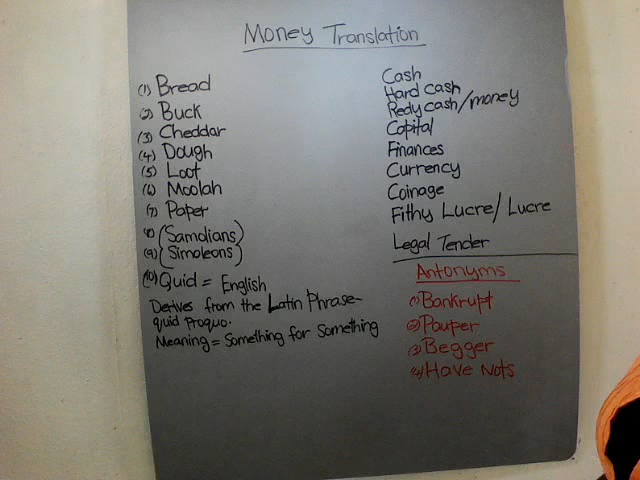 Money Translation
(1) Bread
(2) Buck
(3) Cheddar
(4) Dough
(5) Loot
(6) Moolah
(7) Paper
(8) (Samolians)
(9) (Simoleons)
(10) Quid = English
Derives from the Latin Phrase-
quid proquo.
Meaning = Something for Something
Cash
Hard cash
Redy cash/money
Capital
Finances
Currency
Coinage
Filthy Lucre/Lucre
Legal Tender
Antonyms
(1) Bankrupt
(2) Pauper
(3) Begger
(4) Have Nots